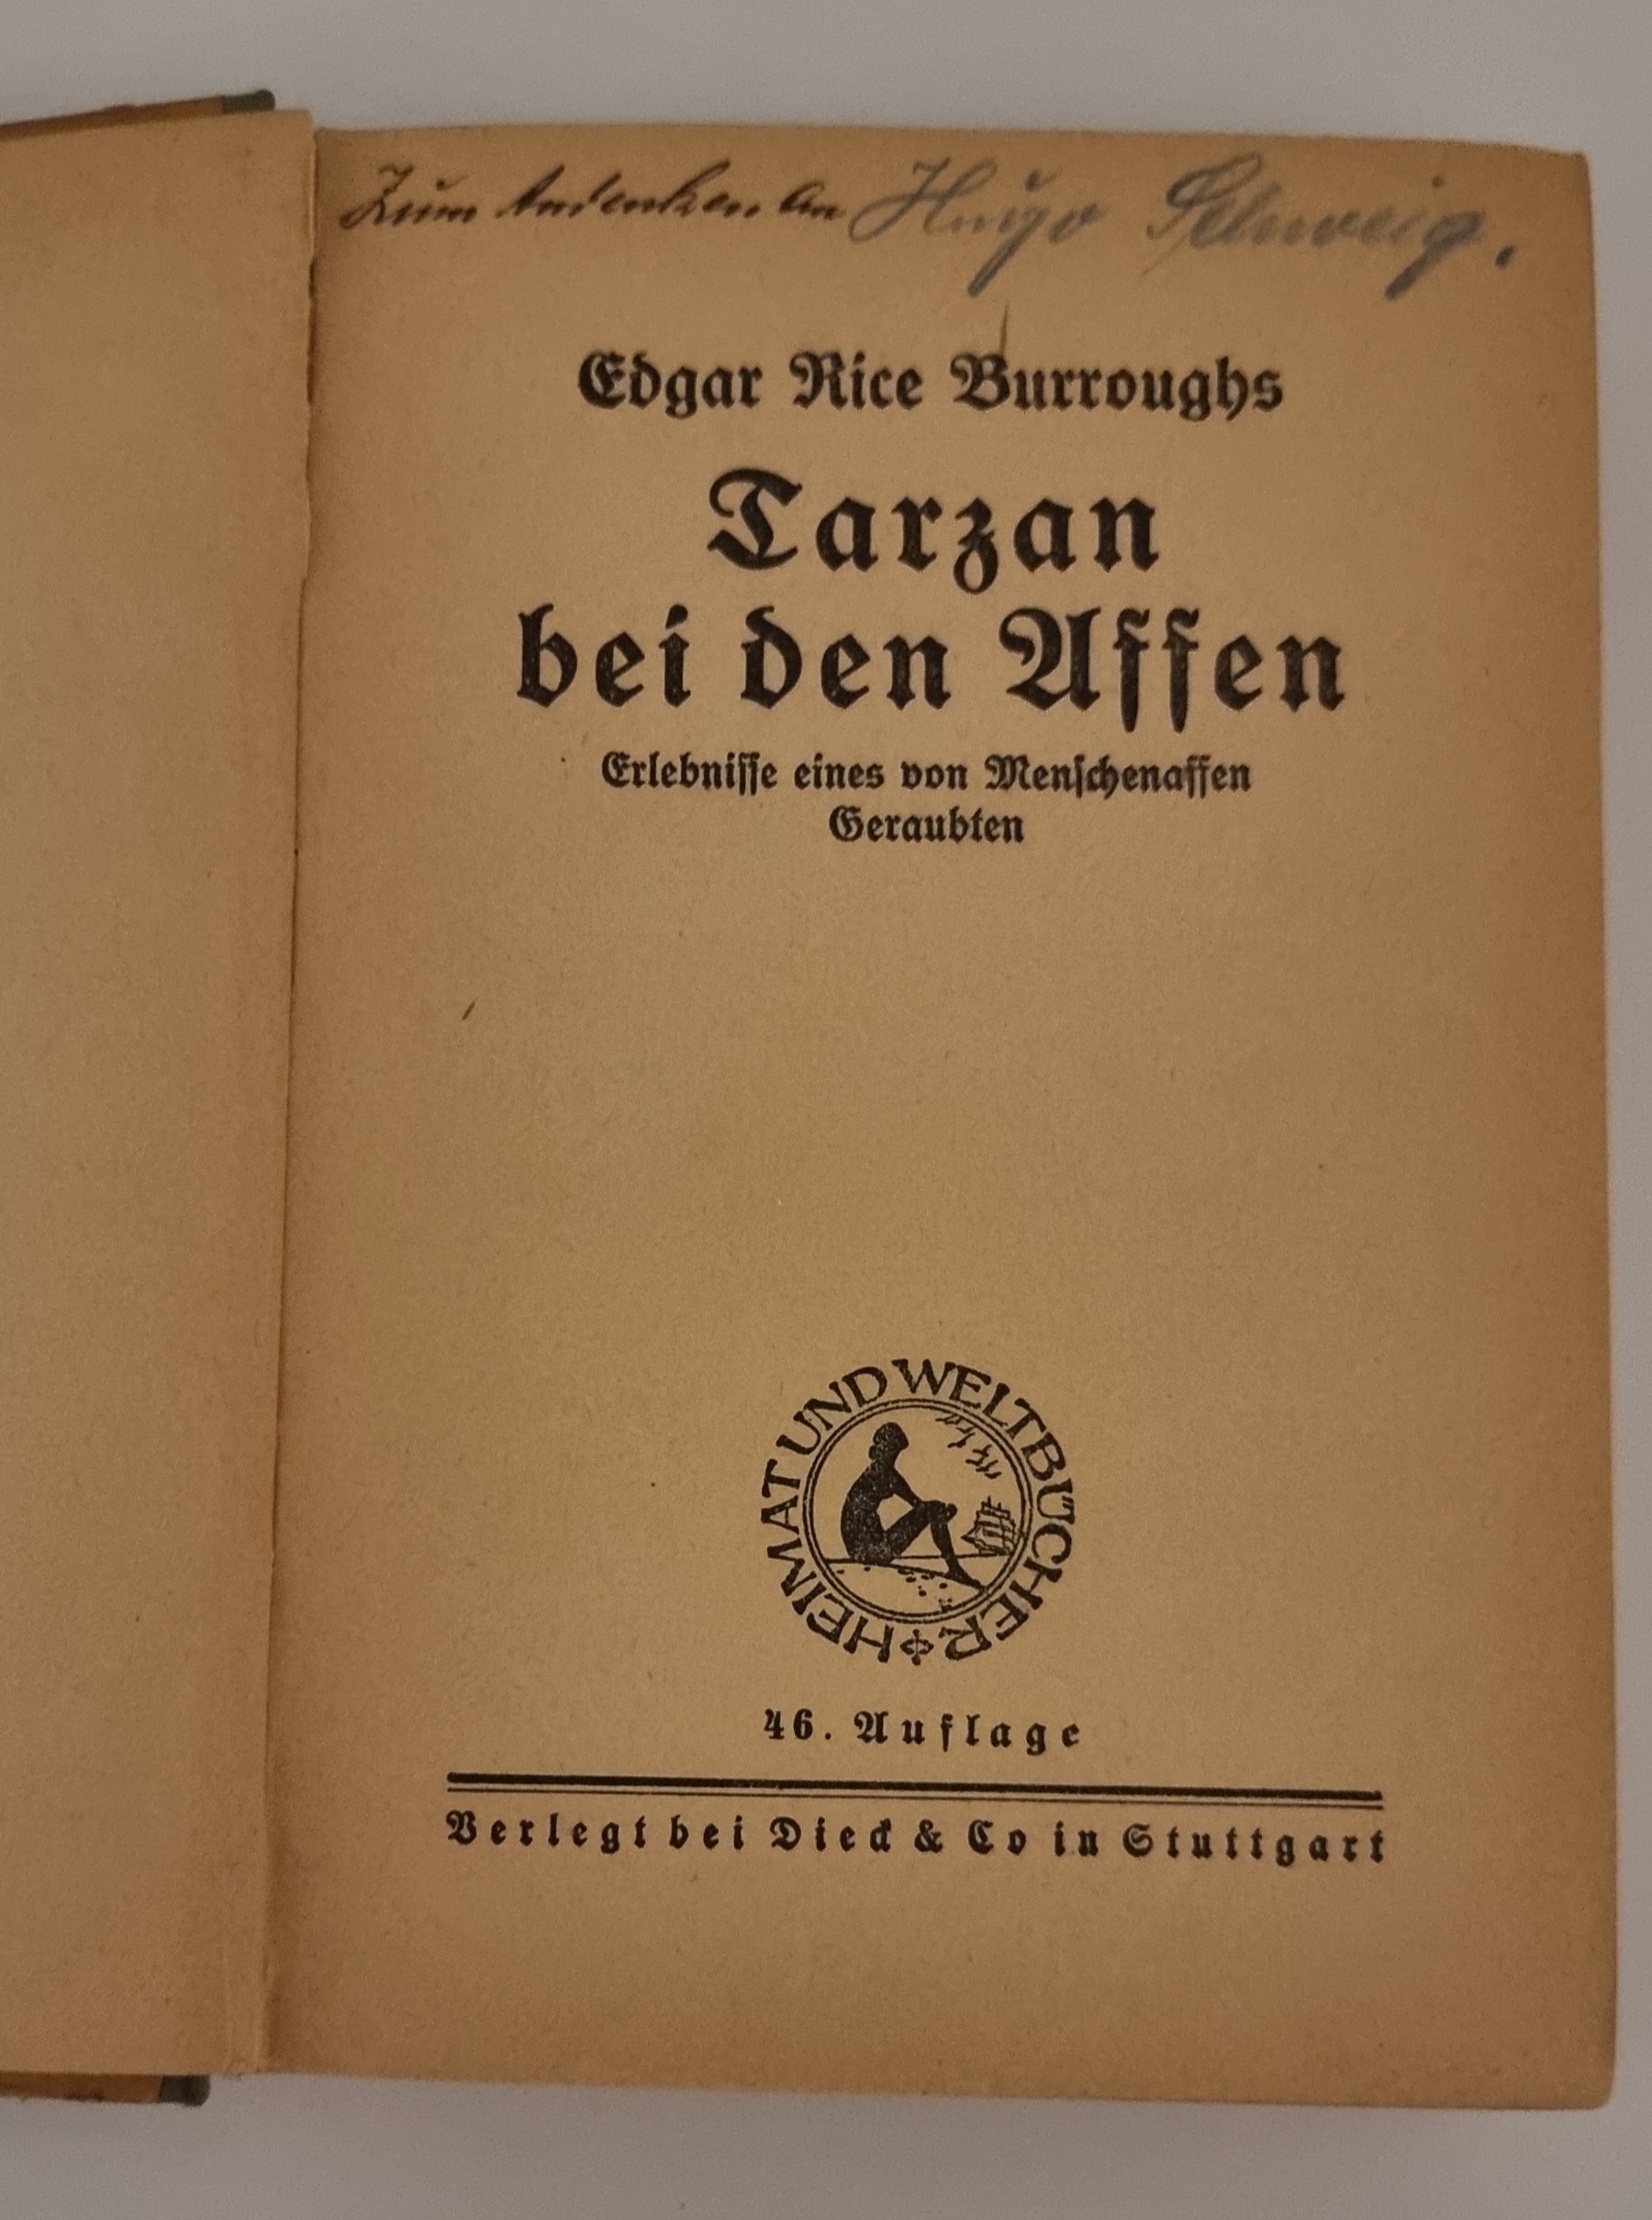 Zum Andenken an Hugo Schweig.
Edgar Rice Burroughs
Tarzan
bei den Affen
Erlebnisse eines von Menschenaffen
Geraubten
HEIMAT UND WELTBÜCHER
46. Auflage
Verlegt bei Dieck & Co in Stuttgart